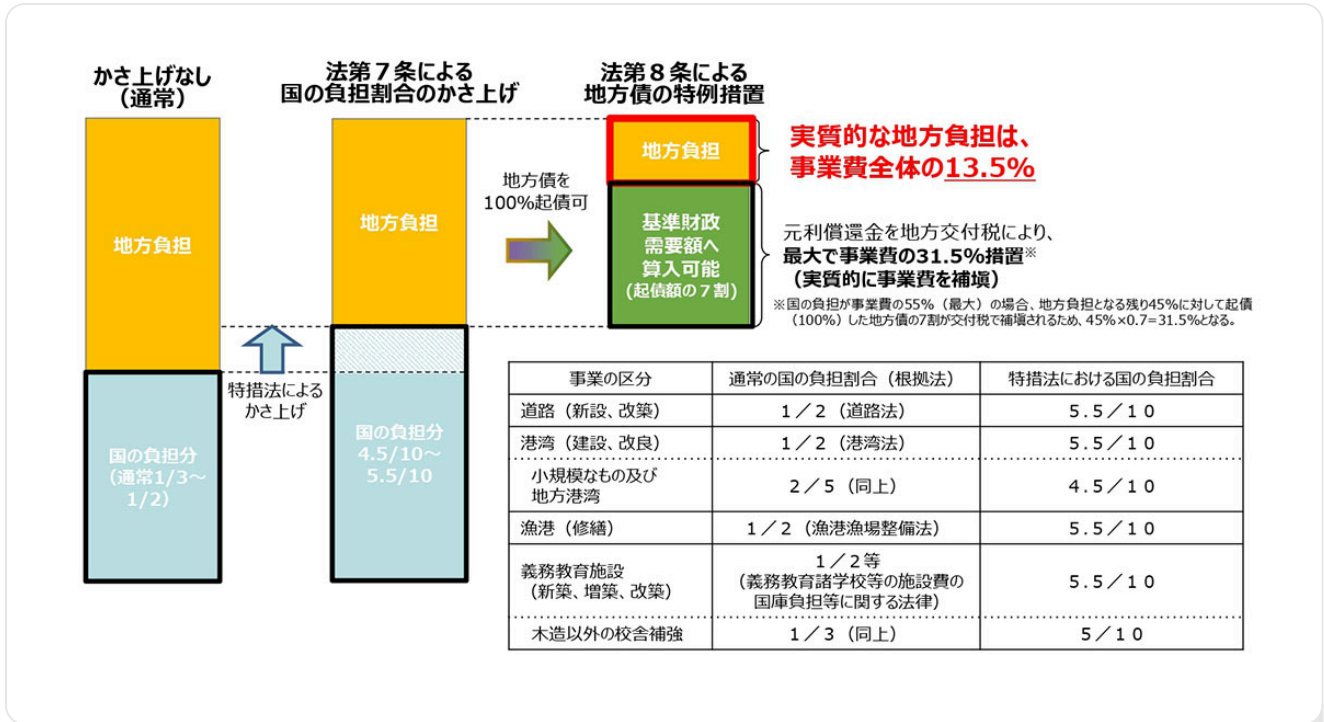 かさ上げなし
（通常）
法第７条による
国の負担割合のかさ上げ
法第８条による
地方債の特例措置
地方負担
国の負担分
（通常1/3～
1/2）
特措法による
かさ上げ
地方負担
国の負担分
4.5/10～
5.5/10
地方債を
100％起債可
地方負担
基準財政
需要額へ
算入可能
(起債額の７割)
実質的な地方負担は、
事業費全体の13.5%
元利償還金を地方交付税により、
最大で事業費の31.5％措置※
（実質的に事業費を補塡）
※国の負担が事業費の55％（最大）の場合、地方負担となる残り45％に対して起債
（100％）した地方債の7割が交付税で補塡されるため、45％×0.7＝31.5％となる。
事業の区分 通常の国の負担割合（根拠法） 特措法における国の負担割合
道路（新設、改築） １／２（道路法） ５.５／１０
港湾（建設、改良） １／２（港湾法） ５.５／１０
小規模なもの及び
地方港湾 ２／５（同上） ４.５／１０
漁港（修繕） １／２（漁港漁場整備法） ５.５／１０
義務教育施設
（新築、増築、改築） １／２等
(義務教育諸学校等の施設費の
国庫負担等に関する法律) ５.５／１０
木造以外の校舎補強 １／３（同上） ５／１０